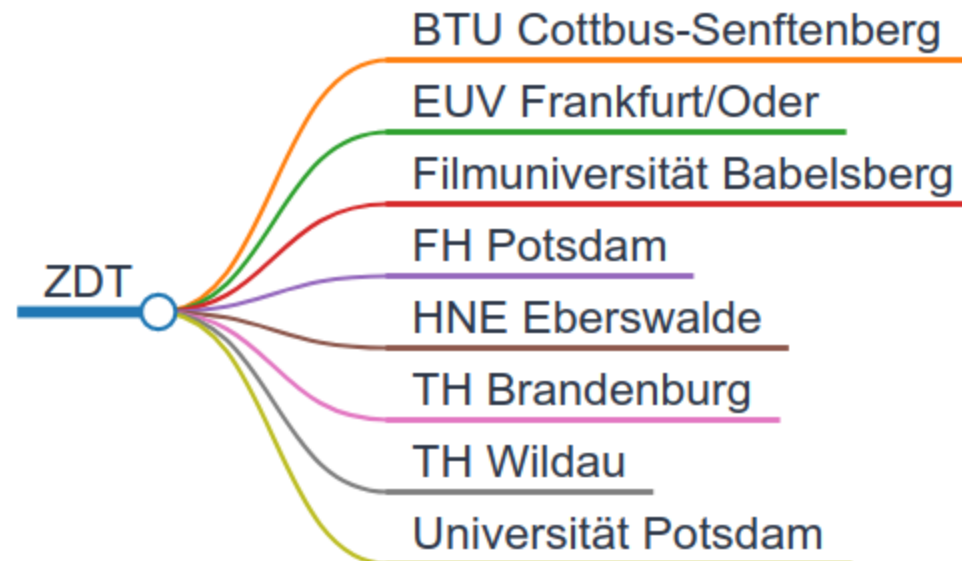 BTU Cottbus-Senftenberg
EUV Frankfurt/Oder
Filmuniversität Babelsberg
FH Potsdam
ZDT
HNE Eberswalde
TH Brandenburg
TH Wildau
Universität Potsdam